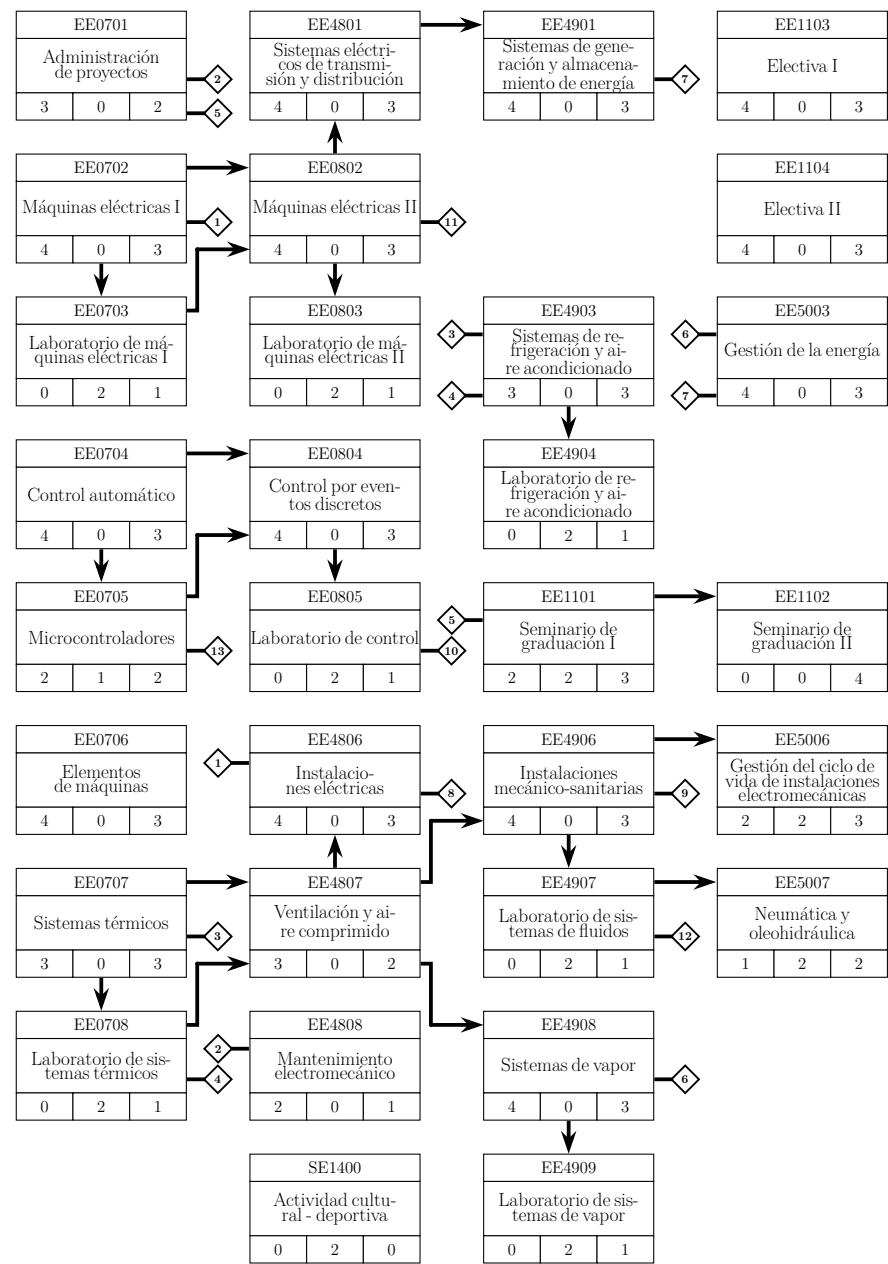 EE0701
Administración
de proyectos
3 0 2
2
5
EE0702
Máquinas eléctricas I
4 0 3
1
EE0703
Laboratorio de má-
quinas eléctricas I
0 2 1
EE0704
Control automático
4 0 3
EE0705
Microcontroladores
2 1 2
13
EE0706
Elementos
de máquinas
4 0 3
EE0707
Sistemas térmicos
3 0 3
3
EE0708
Laboratorio de sis-
temas térmicos
0 2 1
4
EE4801
Sistemas eléctri-
cos de transmi-
sión y distribución
4 0 3
EE0802
Máquinas eléctricas II
4 0 3
11
EE0803
Laboratorio de má-
quinas eléctricas II
0 2 1
EE0804
Control por even-
tos discretos
4 0 3
EE0805
Laboratorio de control
0 2 1
10
1
EE4806
Instalacio-
nes eléctricas
4 0 3
8
EE4807
Ventilación y ai-
re comprimido
3 0 2
2
EE4808
Mantenimiento
electromecánico
2 0 1
SE1400
Actividad cultu-
ral - deportiva
0 2 0
EE4901
Sistemas de gene-
ración y almacena-
miento de energía
4 0 3
7
3
4
EE4903
Sistemas de re-
frigeración y ai-
re acondicionado
3 0 3
EE4904
Laboratorio de re-
frigeración y ai-
re acondicionado
0 2 1
5
EE1101
Seminario de
graduación I
2 2 3
EE4906
Instalaciones
mecánico-sanitarias
4 0 3
9
EE4907
Laboratorio de sis-
temas de fluidos
0 2 1
12
EE4908
Sistemas de vapor
4 0 3
6
EE4909
Laboratorio de sis-
temas de vapor
0 2 1
EE1103
Electiva I
4 0 3
EE1104
Electiva II
4 0 3
6
7
EE5003
Gestión de la energía
4 0 3
EE1102
Seminario de
graduación II
0 0 4
EE5006
Gestión del ciclo de
vida de instalaciones
electromecánicas
2 2 3
EE5007
Neumática y
oleohidráulica
1 2 2